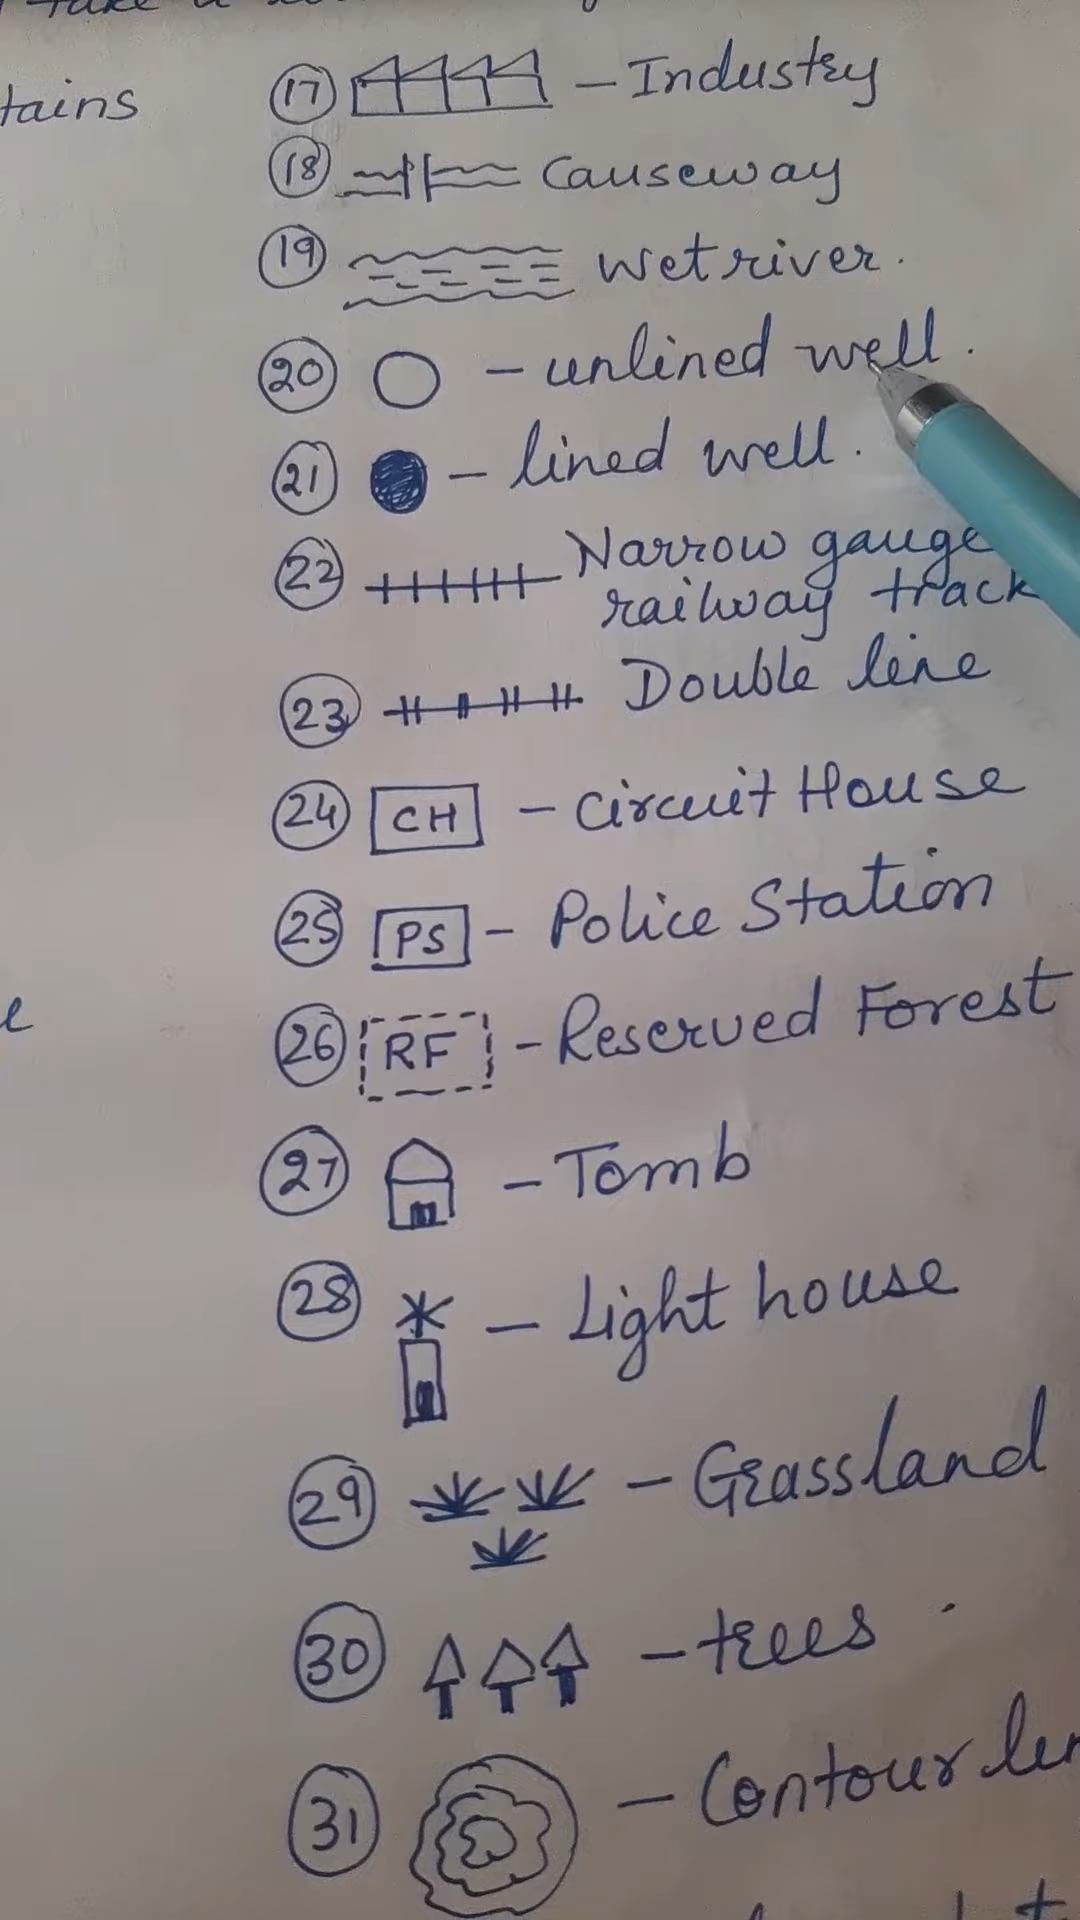 take a
tains
17 – Industry
18 Causeway
19 wet river.
20 – unlined well.
21 – lined well.
22 Narrow gauge
railway track
23 Double line
24 CH – Circuit House
25 PS – Police Station
e
26 RF – Reserved Forest
27 – Tomb
28 – Light house
29 – Grassland
30 – trees
31 – Contour